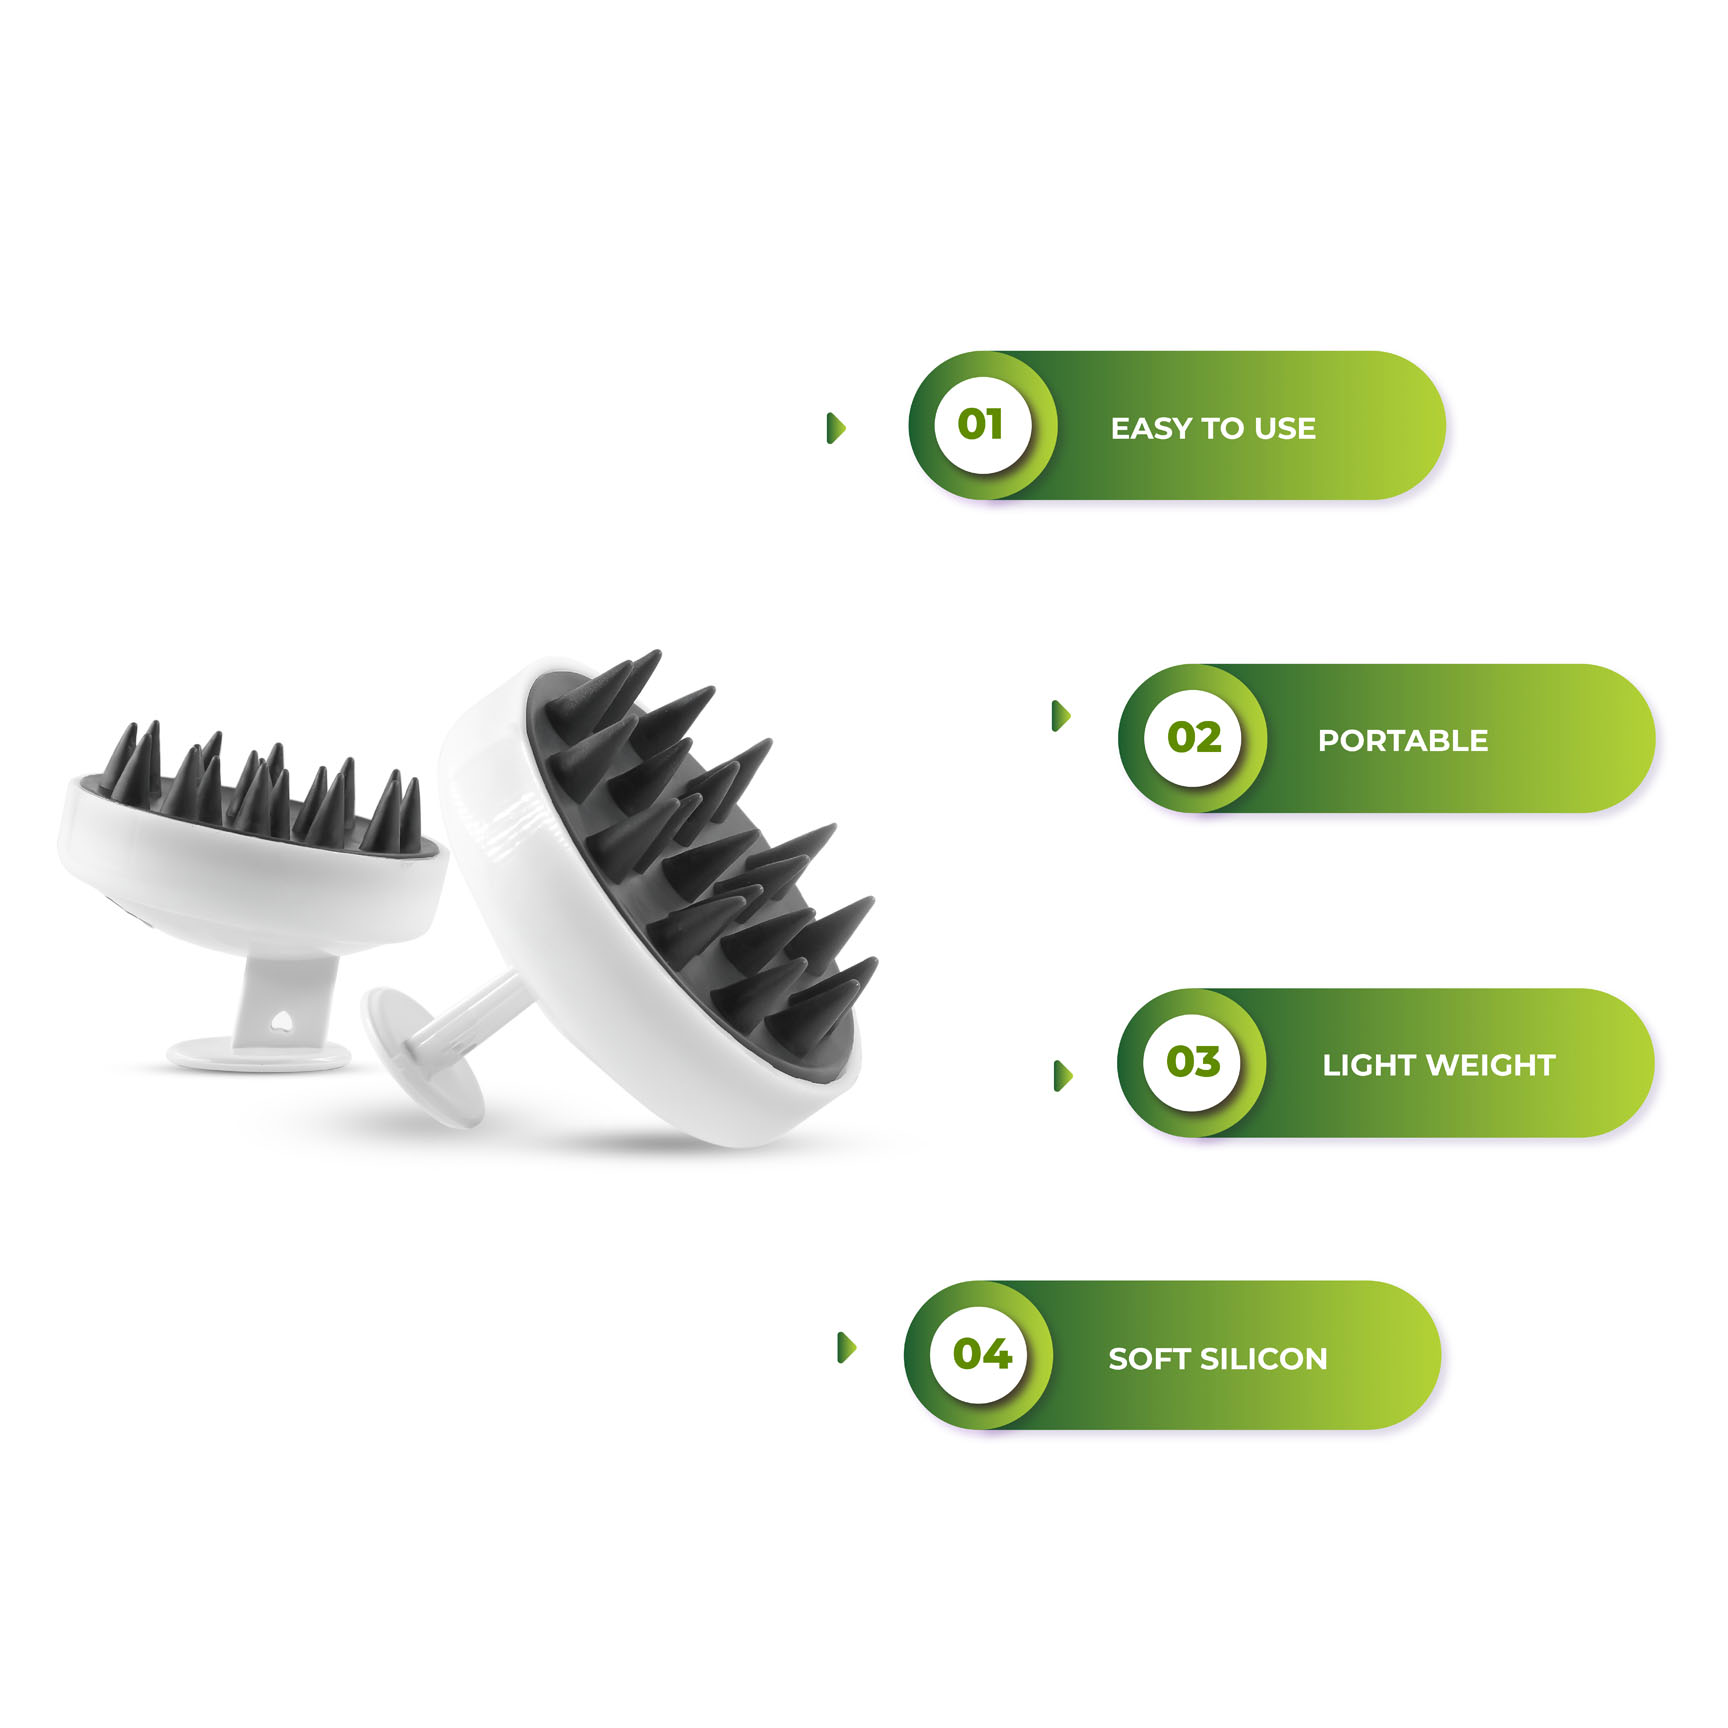 01
EASY TO USE
02
PORTABLE
03
LIGHT WEIGHT
04
SOFT SILICON